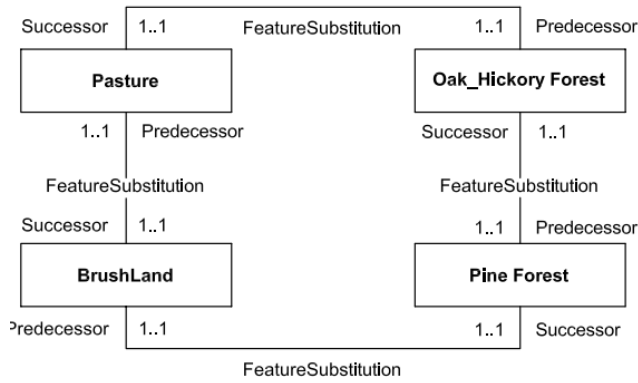 Successor 1..1 FeatureSubstitution 1..1 Predecessor
Pasture Oak_Hickory Forest
1..1 Predecessor Successor 1..1
FeatureSubstitution FeatureSubstitution
Successor 1..1 1..1 Predecessor
BrushLand Pine Forest
Predecessor 1..1 1..1 Successor
FeatureSubstitution